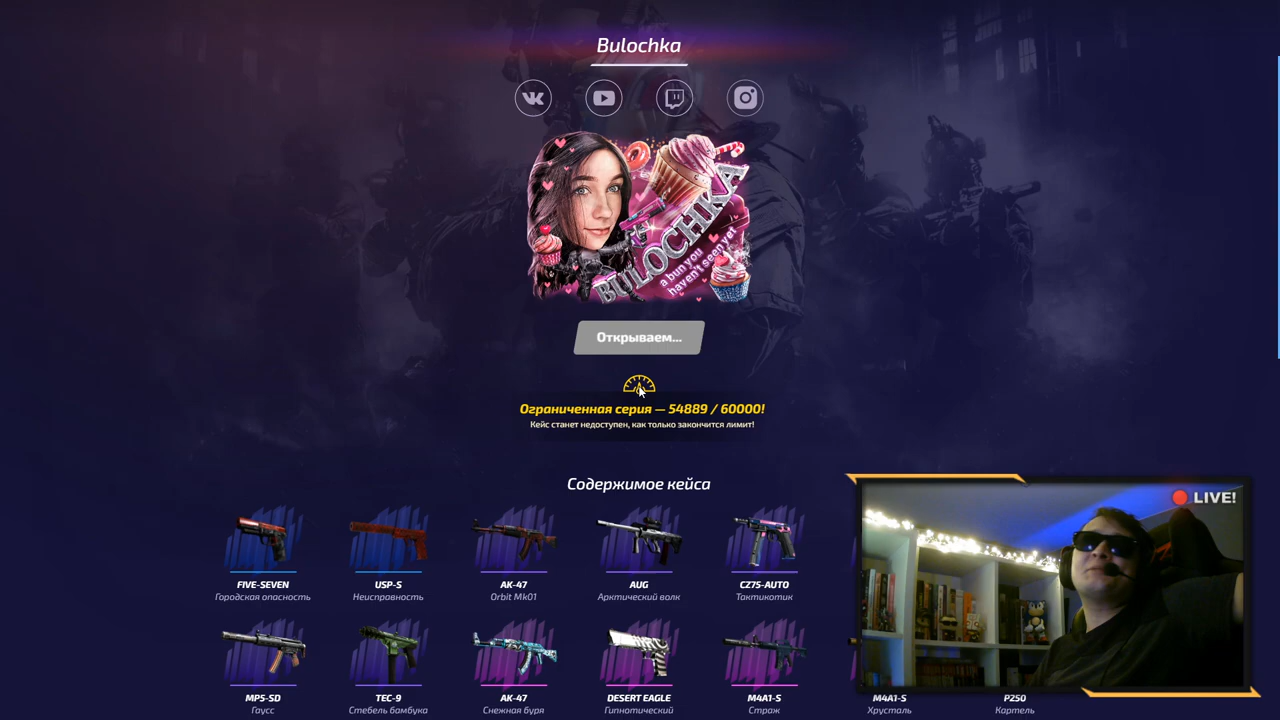 Bulochka
BULOCHKA
a bun you
haven't seen yet
Открываем...
Ограниченная серия — 54889 / 60000!
Кейс станет недоступен, как только закончится лимит!
Содержимое кейса
LIVE!
FIVE-SEVEN
Городская опасность
USP-S
Неисправность
AK-47
Orbit Mk01
AUG
Арктический волк
CZ75-AUTO
Тактикотик
MP5-SD
Гаусс
TEC-9
Стебель бамбука
AK-47
Снежная буря
DESERT EAGLE
Гипнотический
M4A1-S
Страж
M4A1-S
Хрусталь
P250
Картель